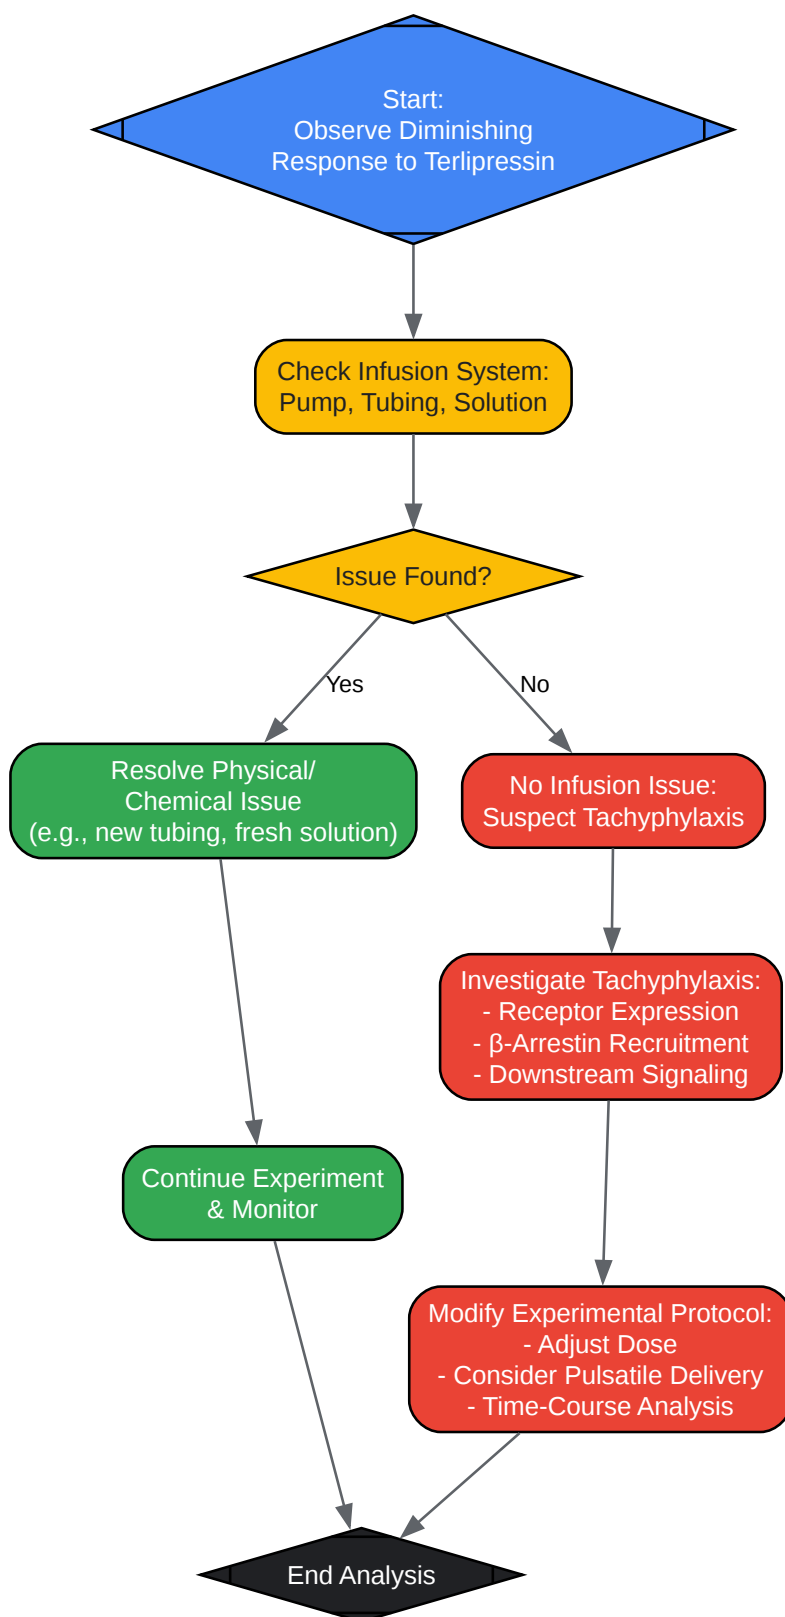 Start:
Observe Diminishing
Response to Terlipressin
Check Infusion System:
Pump, Tubing, Solution
Issue Found?
Yes
No
Resolve Physical/
Chemical Issue
(e.g., new tubing, fresh solution)
No Infusion Issue:
Suspect Tachyphylaxis
Investigate Tachyphylaxis:
- Receptor Expression
- β-Arrestin Recruitment
- Downstream Signaling
Continue Experiment
& Monitor
Modify Experimental Protocol:
- Adjust Dose
- Consider Pulsatile Delivery
- Time-Course Analysis
End Analysis